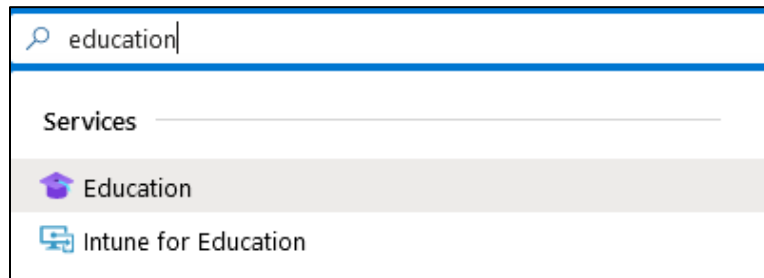 education
Services
Education
Intune for Education